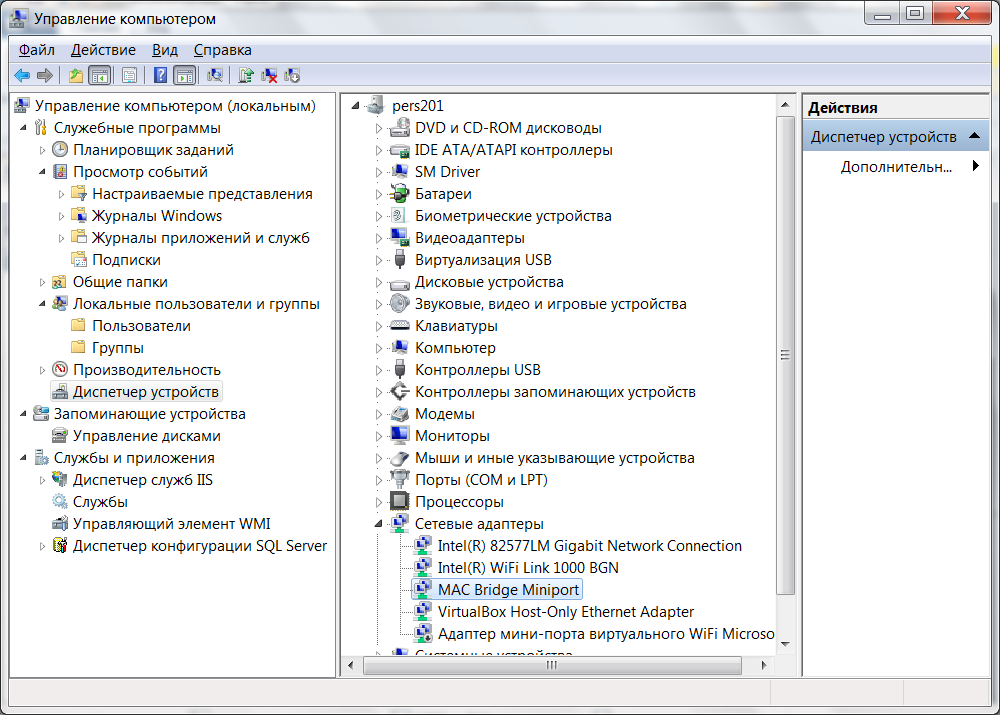 Управление компьютером
Файл Действие Вид Справка
Управление компьютером (локальным)
Служебные программы
Планировщик заданий
Просмотр событий
Настраиваемые представления
Журналы Windows
Журналы приложений и служб
Подписки
Общие папки
Локальные пользователи и группы
Пользователи
Группы
Производительность
Диспетчер устройств
Запоминающие устройства
Управление дисками
Службы и приложения
Диспетчер служб IIS
Службы
Управляющий элемент WMI
Диспетчер конфигурации SQL Server
pers201
DVD и CD-ROM дисководы
IDE ATA/ATAPI контроллеры
SM Driver
Батареи
Биометрические устройства
Видеоадаптеры
Виртуализация USB
Дисковые устройства
Звуковые, видео и игровые устройства
Клавиатуры
Компьютер
Контроллеры USB
Контроллеры запоминающих устройств
Модемы
Мониторы
Мыши и иные указывающие устройства
Порты (COM и LPT)
Процессоры
Сетевые адаптеры
Intel(R) 82577LM Gigabit Network Connection
Intel(R) WiFi Link 1000 BGN
MAC Bridge Miniport
VirtualBox Host-Only Ethernet Adapter
Адаптер мини-порта виртуального WiFi Microso
Системные устройства
Действия
Диспетчер устройств
Дополнительн...